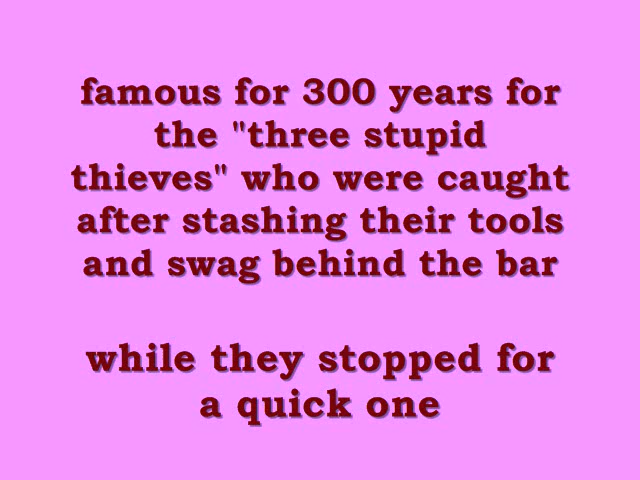 famous for 300 years for
the "three stupid
thieves" who were caught
after stashing their tools
and swag behind the bar
while they stopped for
a quick one